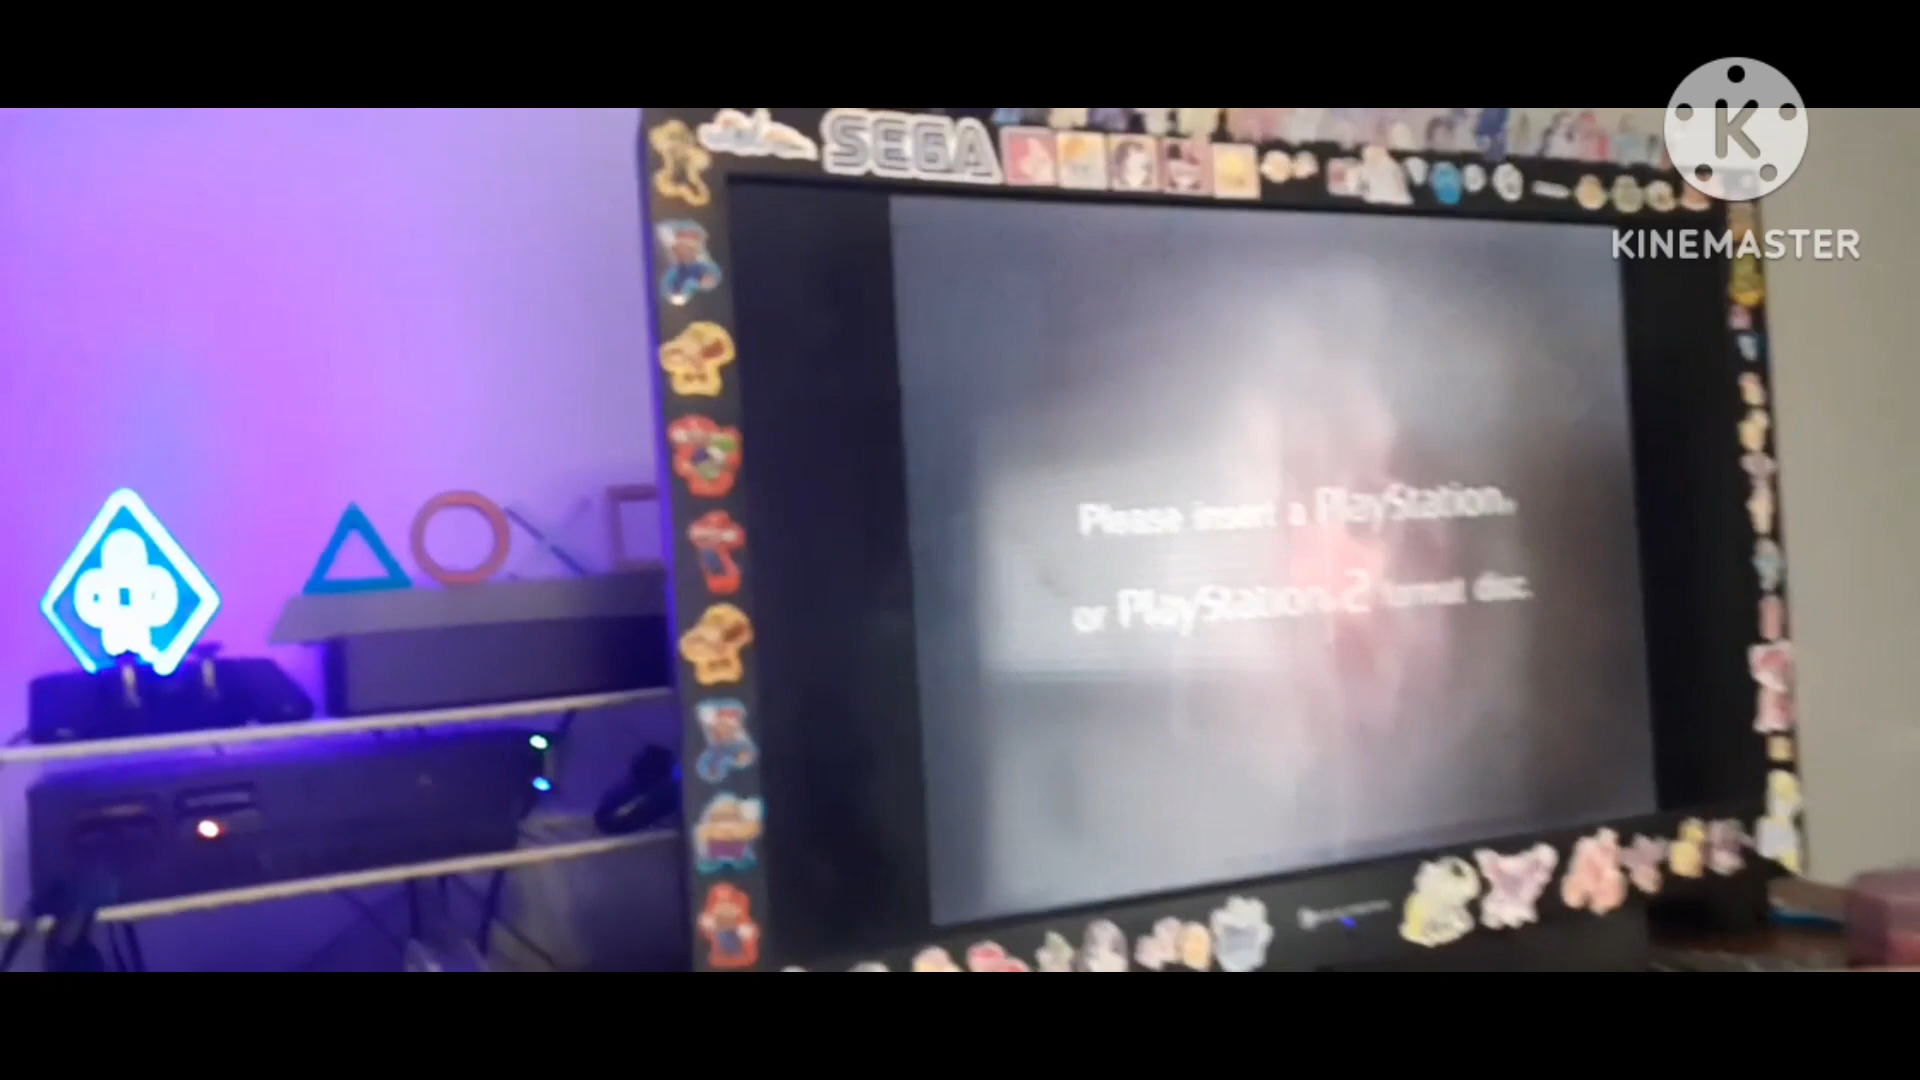 SEGA
KINEMASTER
Please insert a PlayStation
or PlayStation 2 format disc.